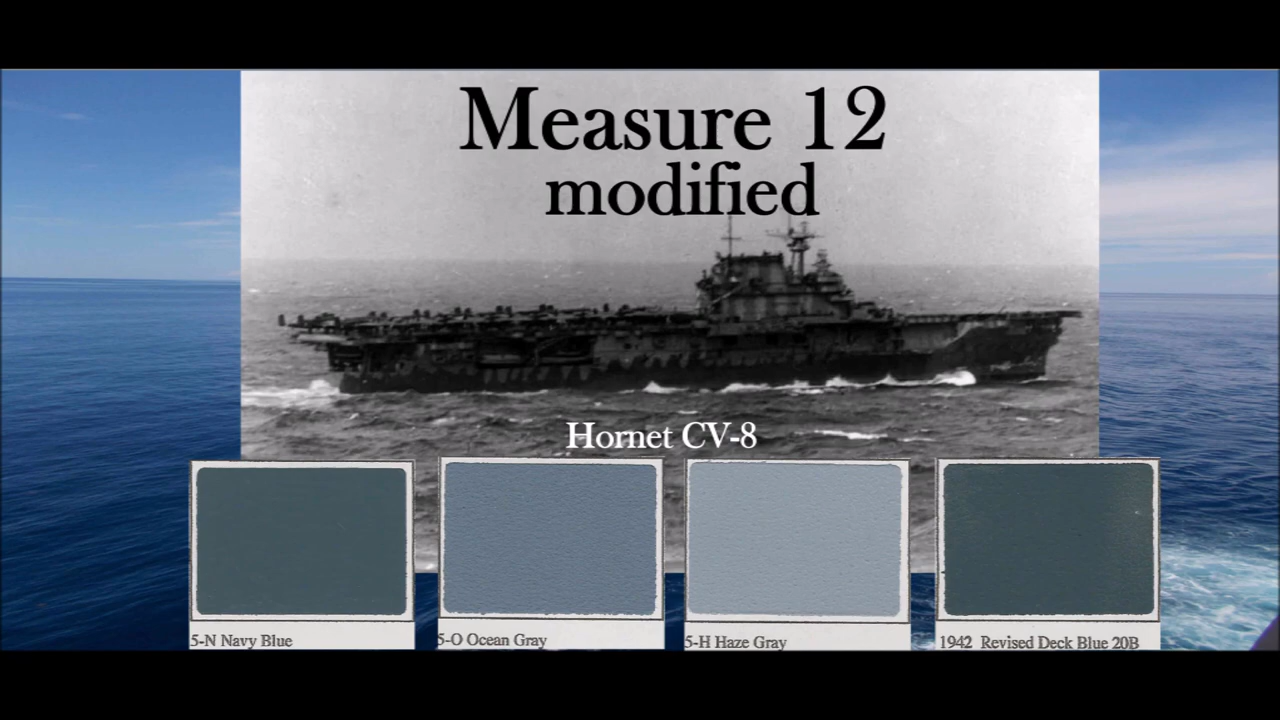 Measure 12
modified
Hornet CV-8
5-N Navy Blue
5-O Ocean Gray
5-H Haze Gray
1942 Revised Deck Blue 20B